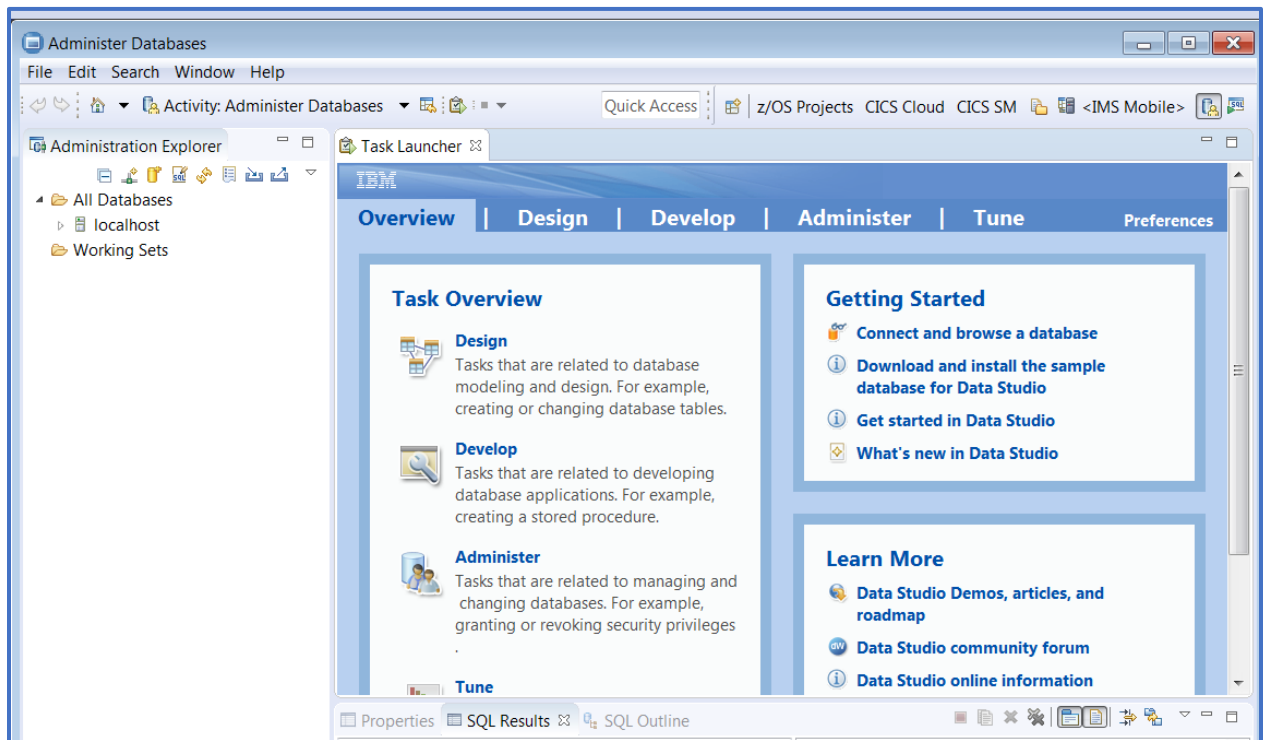 Administer Databases
File Edit Search Window Help
Activity: Administer Databases
Quick Access
z/OS Projects CICS Cloud CICS SM <IMS Mobile>
Administration Explorer
All Databases
localhost
Working Sets
Task Launcher
IBM
Overview | Design | Develop | Administer | Tune
Preferences
Task Overview
Design
Tasks that are related to database
modeling and design. For example,
creating or changing database tables.
Develop
Tasks that are related to developing
database applications. For example,
creating a stored procedure.
Administer
Tasks that are related to managing and
changing databases. For example,
granting or revoking security privileges
.
Tune
Getting Started
Connect and browse a database
Download and install the sample
database for Data Studio
Get started in Data Studio
What's new in Data Studio
Learn More
Data Studio Demos, articles, and
roadmap
Data Studio community forum
Data Studio online information
Properties SQL Results SQL Outline